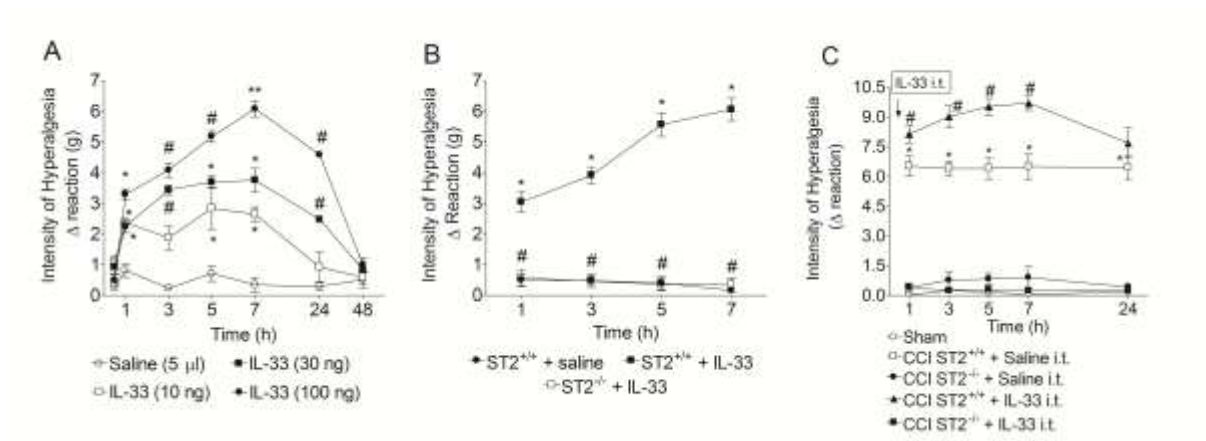 A
Intensity of Hyperalgesia
Δ reaction (g)
7
6
5
4
3
2
1
0
* # # ** #
* # * * #
* * # * *
1 3 5 7 24 48
Time (h)
Saline (5 μl)
IL-33 (30 ng)
IL-33 (10 ng)
IL-33 (100 ng)
B
Intensity of Hyperalgesia
Δ Reaction (g)
7
6
5
4
3
2
1
0
* * * *
# # # #
1 3 5 7
Time (h)
ST2+/+ + saline
ST2+/+ + IL-33
ST2-/- + IL-33
C
Intensity of Hyperalgesia
(Δ reaction)
10.5
9.0
7.5
6.0
4.5
3.0
1.5
0.0
IL-33 i.t.
# # # #
* * * * *
1 3 5 7 24
Time (h)
Sham
CCI ST2+/+ + Saline i.t.
CCI ST2-/- + Saline i.t.
CCI ST2+/+ + IL-33 i.t.
CCI ST2-/- + IL-33 i.t.